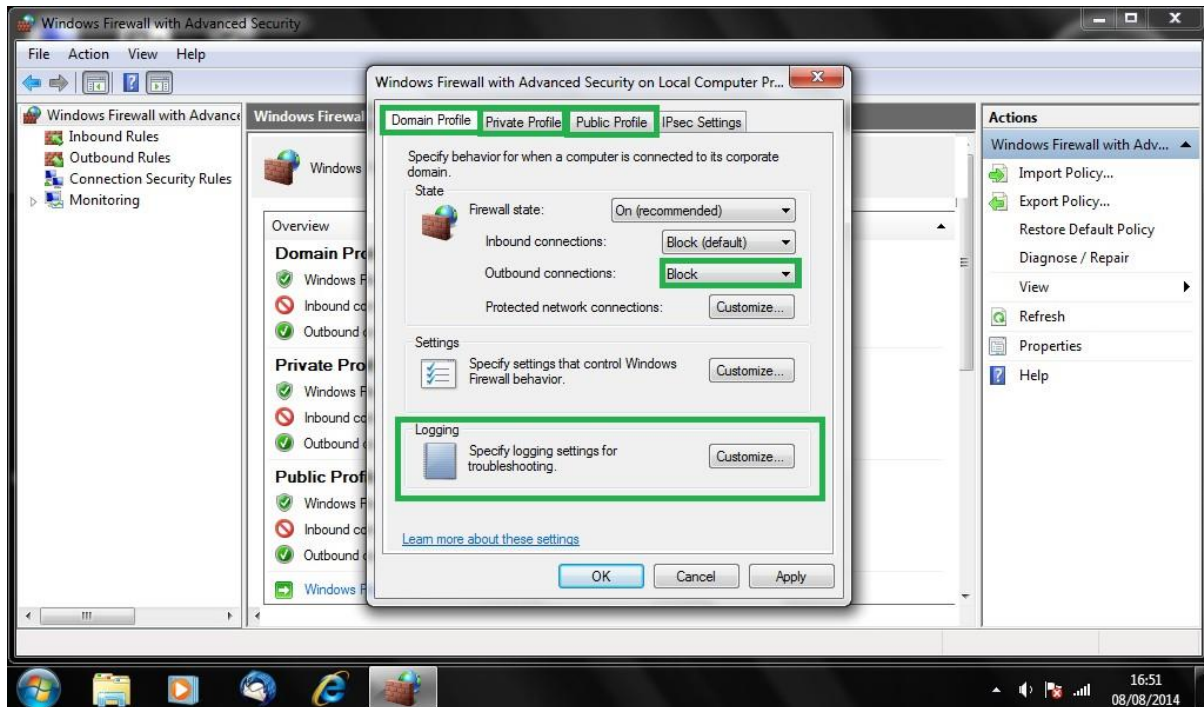 Windows Firewall with Advanced Security
File Action View Help
Windows Firewall with Advance
Inbound Rules
Outbound Rules
Connection Security Rules
Monitoring
Windows Firewal
Windows
Overview
Domain Pro
Windows F
Inbound co
Outbound c
Private Pro
Windows F
Inbound co
Outbound c
Public Profi
Windows F
Inbound co
Outbound c
Windows F
Windows Firewall with Advanced Security on Local Computer Pr...
Domain Profile Private Profile Public Profile IPsec Settings
Specify behavior for when a computer is connected to its corporate
domain.
State
Firewall state: On (recommended)
Inbound connections: Block (default)
Outbound connections: Block
Protected network connections: Customize...
Settings
Specify settings that control Windows
Firewall behavior.
Customize...
Logging
Specify logging settings for
troubleshooting.
Customize...
Learn more about these settings
OK Cancel Apply
Actions
Windows Firewall with Adv...
Import Policy...
Export Policy...
Restore Default Policy
Diagnose / Repair
View
Refresh
Properties
Help
16:51
08/08/2014